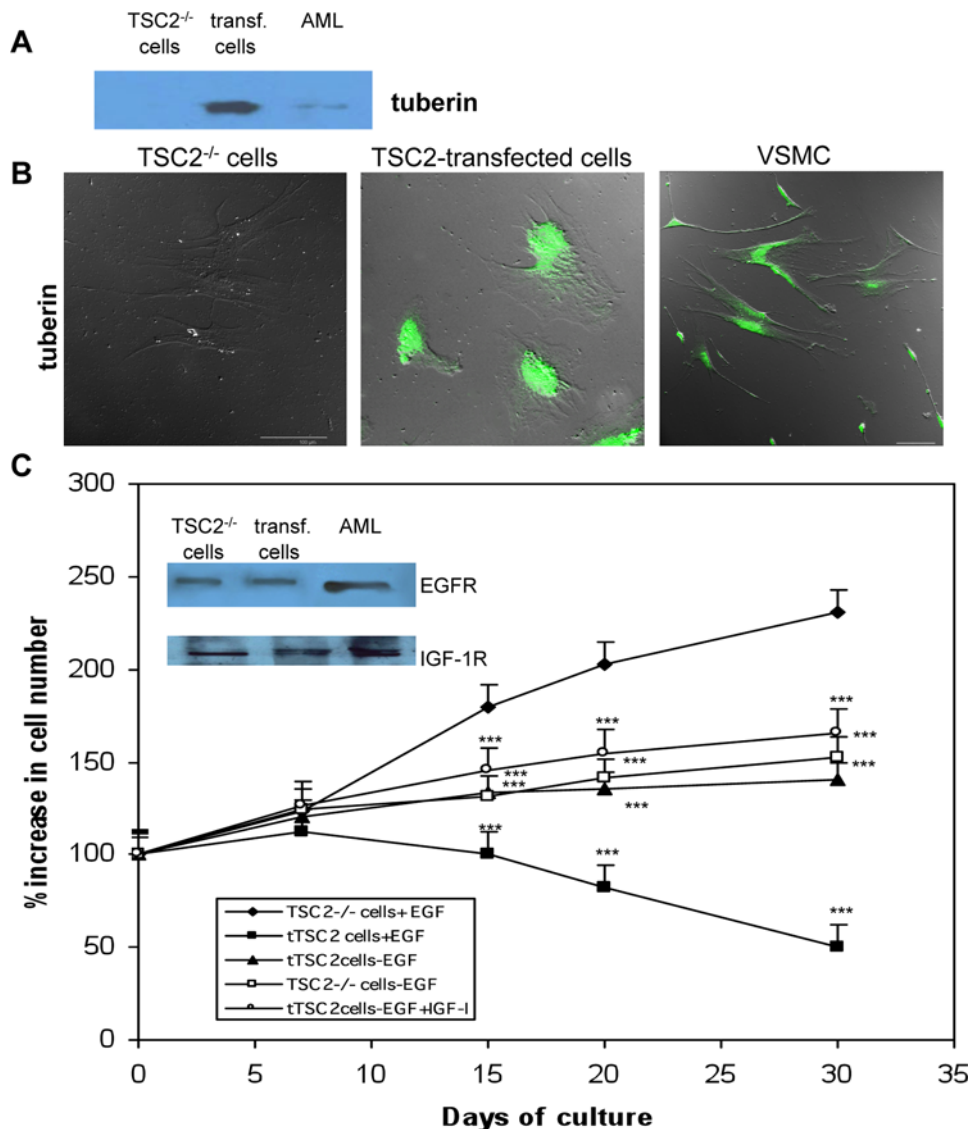 A
TSC2-/- transf. AML
cells cells
tuberin
B
TSC2-/- cells
TSC2-transfected cells
VSMC
tuberin
C
TSC2-/- transf. AML
cells cells
EGFR
IGF-1R
% increase in cell number
300
250
200
150
100
50
0
***
***
***
***
***
***
***
***
***
***
***
***
TSC2-/- cells+EGF
tTSC2 cells+EGF
tTSC2cells-EGF
TSC2-/- cells-EGF
tTSC2cells-EGF+IGF-I
0 5 10 15 20 25 30 35
Days of culture